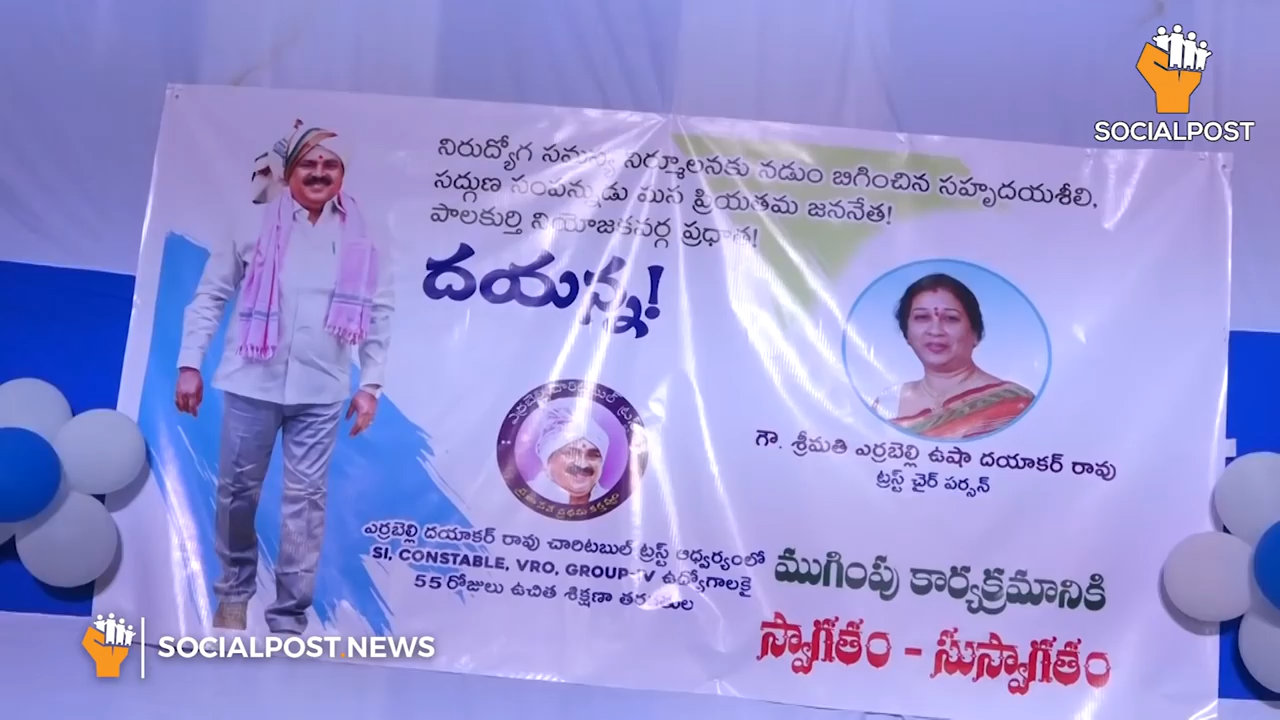 SOCIALPOST
నిరుద్యోగ సమస్య నిర్మూలనకు నడుం బిగించిన సహృదయశీలి,
సద్గుణ సంపన్నుడు మన ప్రియతమ జననేత!
పాలకుర్తి నియోజకవర్గ ప్రధాత!
దయన్న!
గౌ. శ్రీమతి ఎర్రబెల్లి ఉషా దయాకర్ రావు
ట్రస్ట్ చైర్ పర్సన్
ఎర్రబెల్లి దయాకర్ రావు చారిటబుల్ ట్రస్ట్ ఆధ్వర్యంలో
SI, CONSTABLE, VRO, GROUP-IV ఉద్యోగాలకై
55 రోజులు ఉచిత శిక్షణా తరగతుల
ముగింపు కార్యక్రమానికి
స్వాగతం - సుస్వాగతం
SOCIALPOST.NEWS